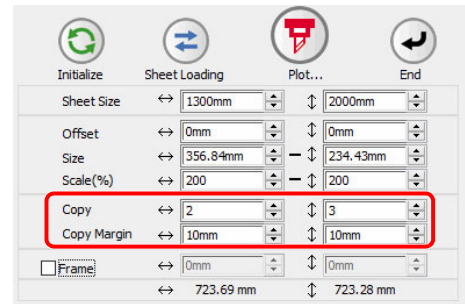 Initialize Sheet Loading Plot... End
Sheet Size ↔ 1300mm ↕ 2000mm
Offset ↔ 0mm ↕ 0mm
Size ↔ 356.84mm ↕ 234.43mm
Scale(%) ↔ 200 ↕ 200
Copy ↔ 2 ↕ 3
Copy Margin ↔ 10mm ↕ 10mm
Frame ↔ 0mm ↕ 0mm
↔ 723.69 mm ↕ 723.28 mm